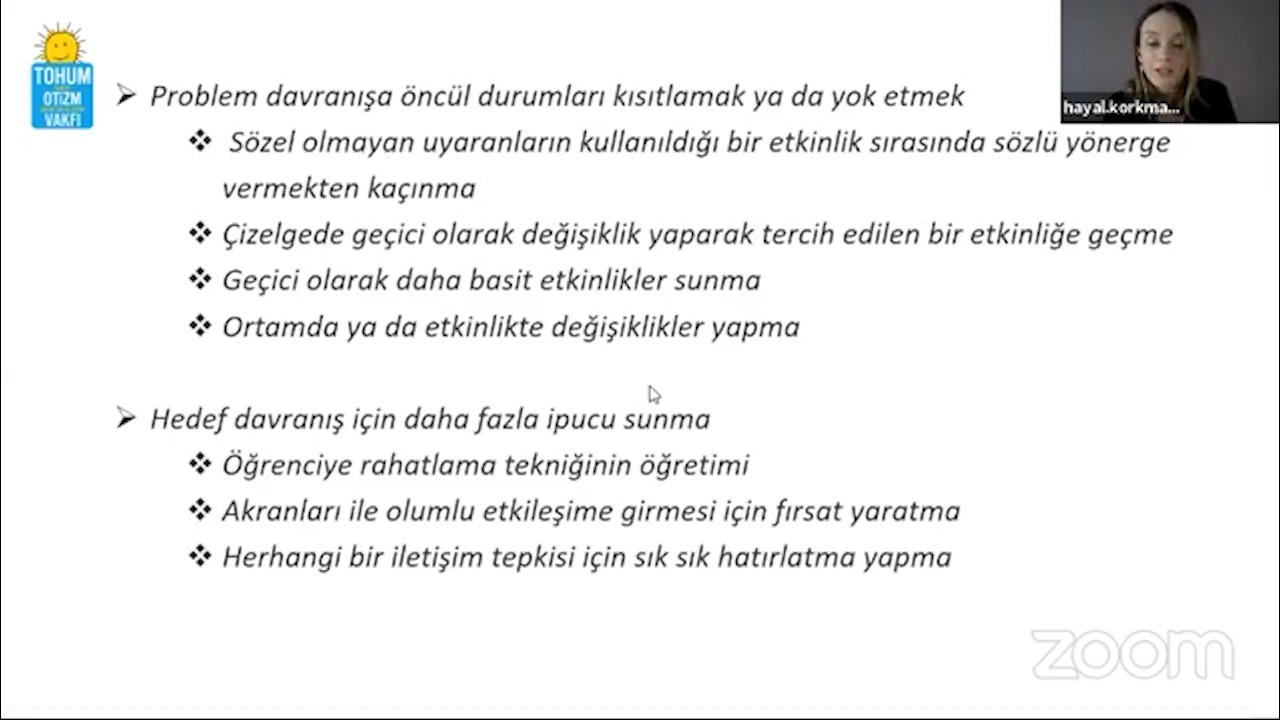 TOHUM
OTİZM
VAKFI
hayal.korkma...
Problem davranışa öncül durumları kısıtlamak ya da yok etmek
Sözel olmayan uyaranların kullanıldığı bir etkinlik sırasında sözlü yönerge
vermekten kaçınma
Çizelgede geçici olarak değişiklik yaparak tercih edilen bir etkinliğe geçme
Geçici olarak daha basit etkinlikler sunma
Ortamda ya da etkinlikte değişiklikler yapma
Hedef davranış için daha fazla ipucu sunma
Öğrenciye rahatlama tekniğinin öğretimi
Akranları ile olumlu etkileşime girmesi için fırsat yaratma
Herhangi bir iletişim tepkisi için sık sık hatırlatma yapma
zoom